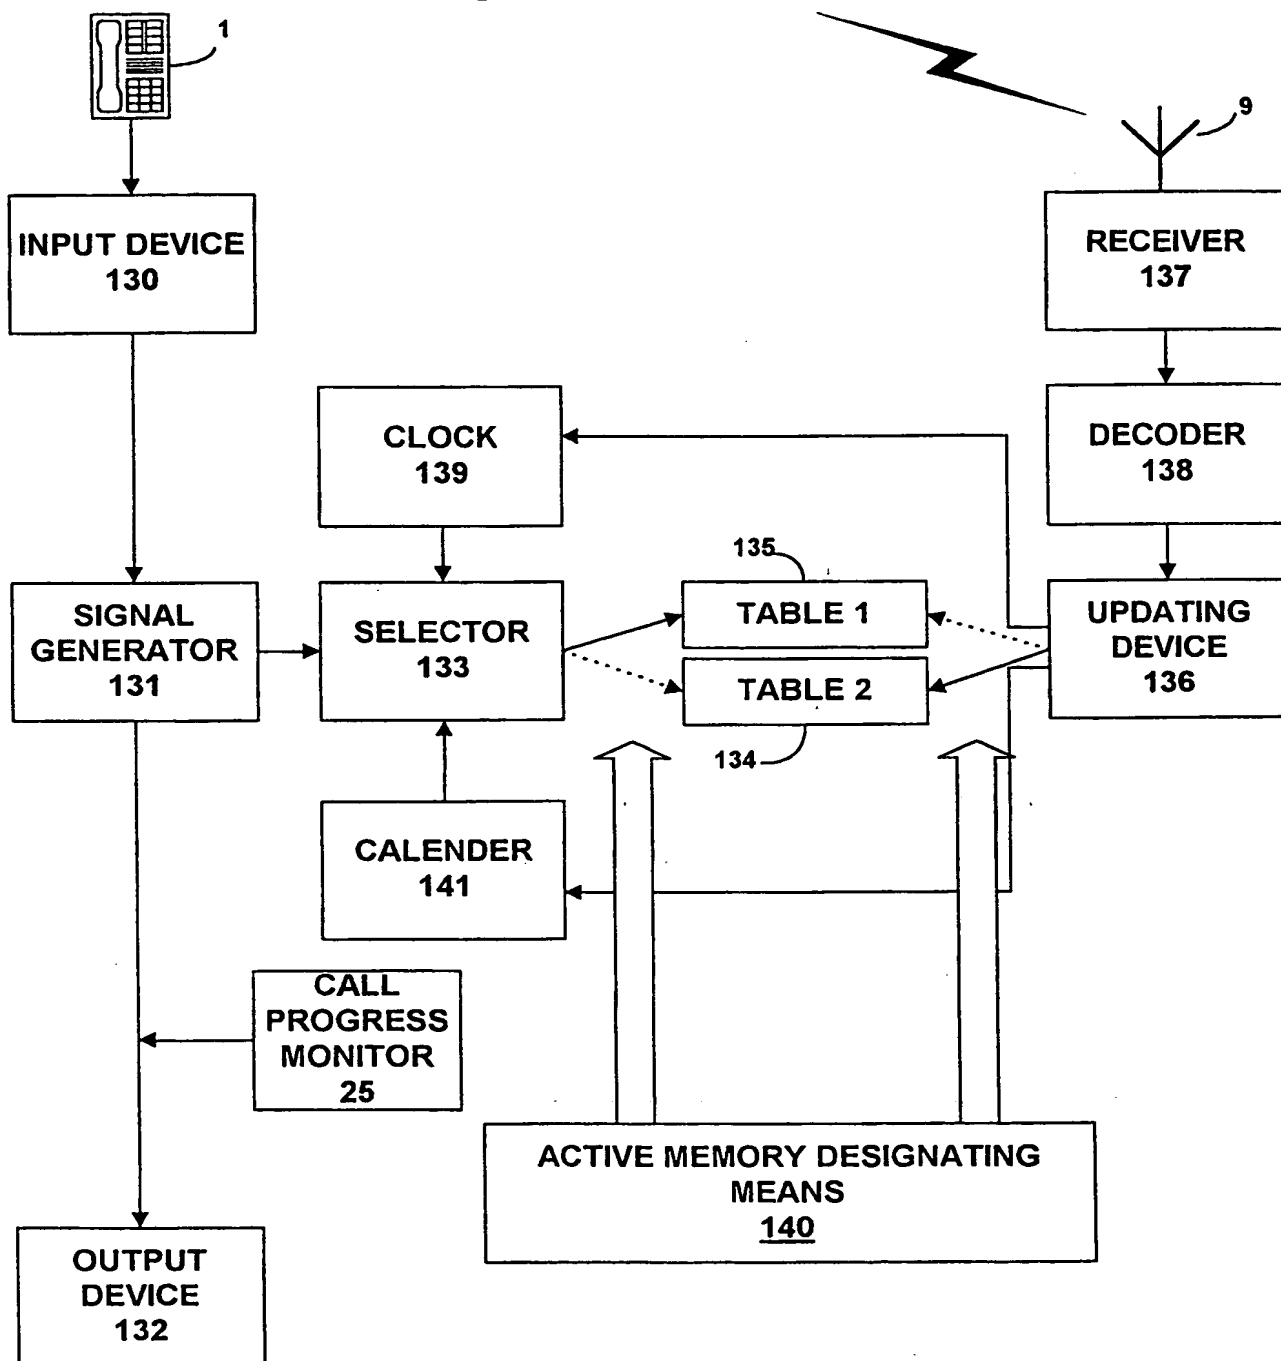 1
9
INPUT DEVICE
130
RECEIVER
137
CLOCK
139
DECODER
138
135
SIGNAL
GENERATOR
131
SELECTOR
133
TABLE 1
TABLE 2
134
UPDATING
DEVICE
136
CALENDER
141
CALL
PROGRESS
MONITOR
25
ACTIVE MEMORY DESIGNATING
MEANS
140
OUTPUT
DEVICE
132